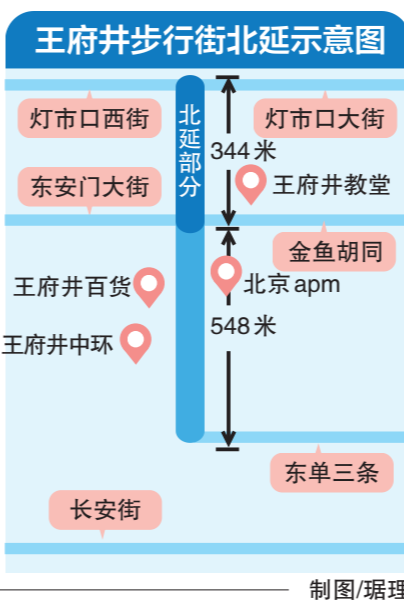 王府井步行街北延示意图
灯市口西街
北延部分
灯市口大街
344米
东安门大街
王府井教堂
金鱼胡同
王府井百货
北京apm
548米
王府井中环
东单三条
长安街
制图/琚理